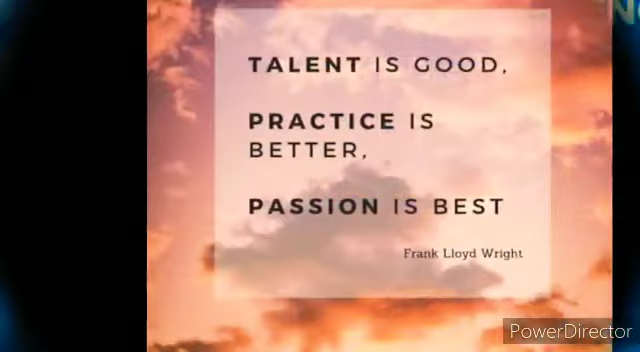 TALENT IS GOOD,
PRACTICE IS
BETTER,
PASSION IS BEST
Frank Lloyd Wright
PowerDirector